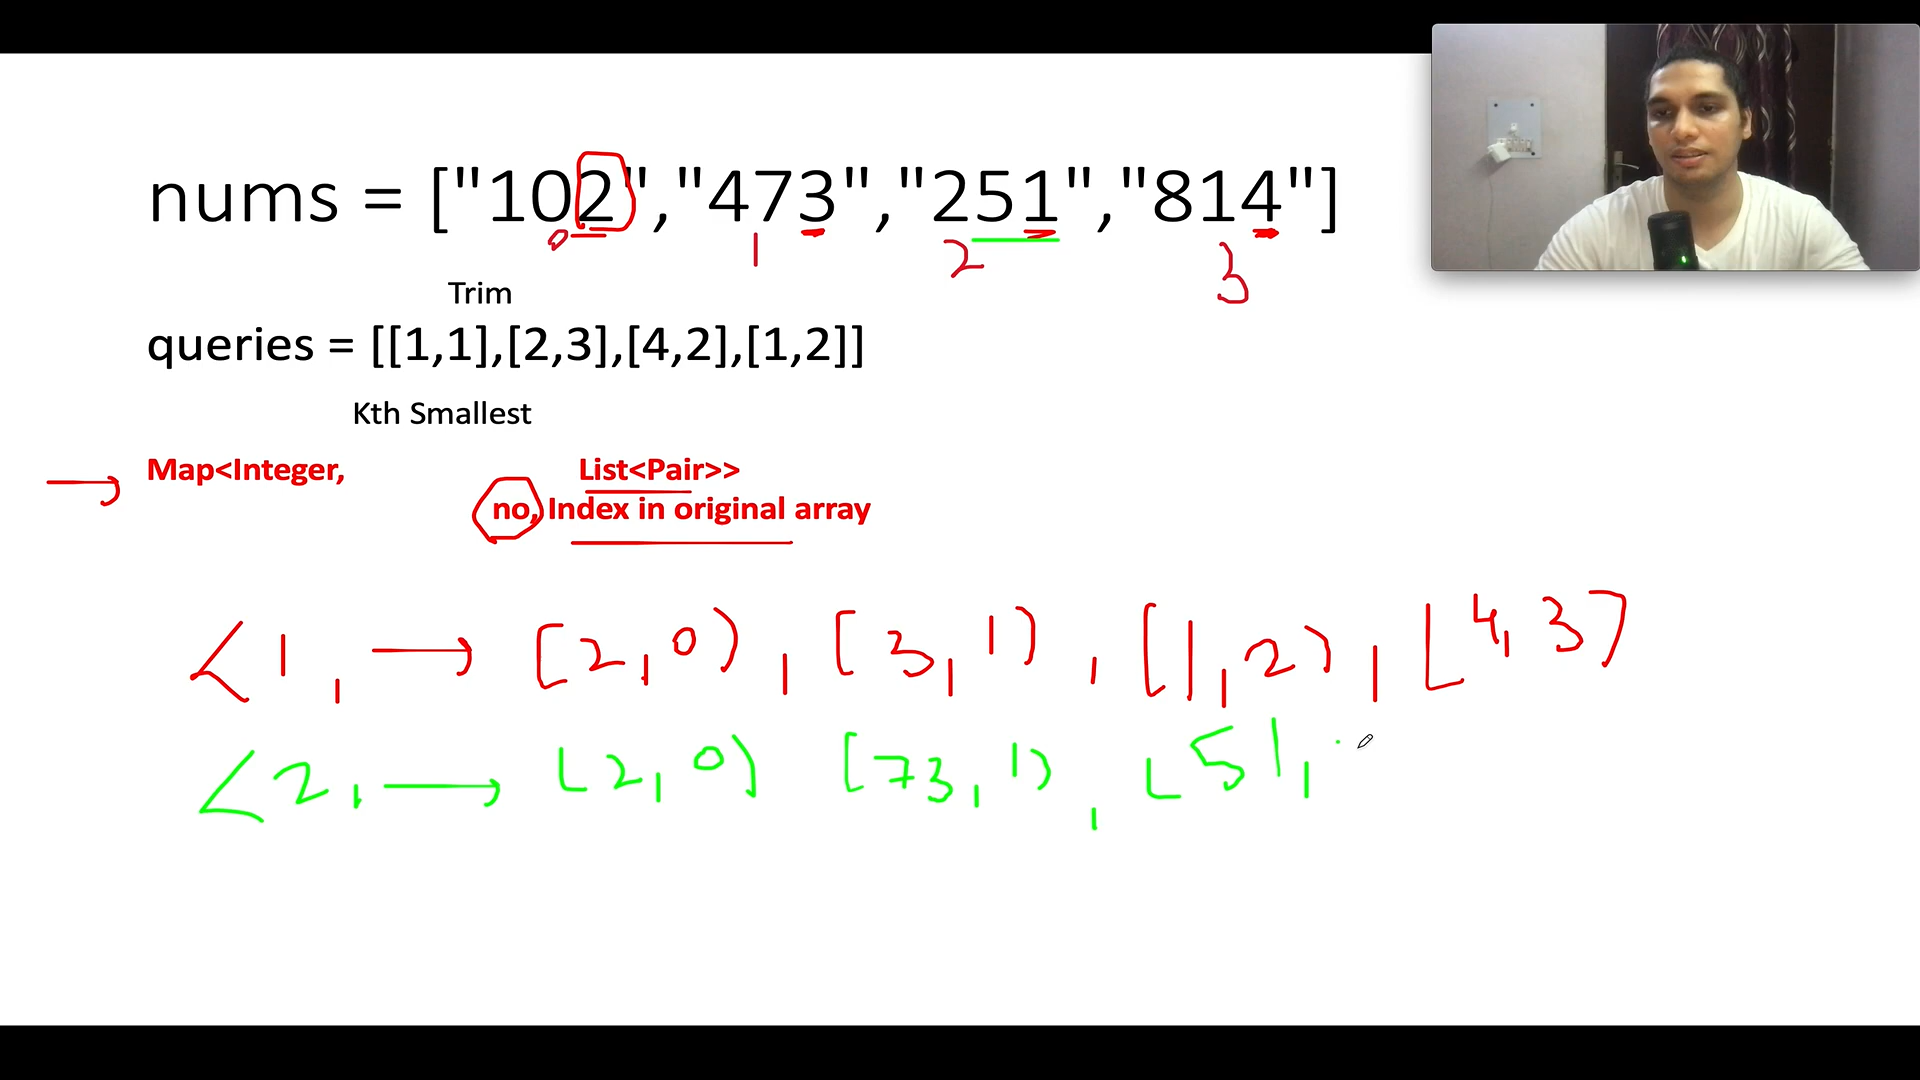 nums = ["102","473","251","814"]
0 1 2 3
Trim
queries = [[1,1],[2,3],[4,2],[1,2]]
Kth Smallest
Map<Integer, List<Pair>>
no, Index in original array
<1, → [2,0), [3,1), [1,2), [4,3)
<2, → [2,0) [73,1), [51,